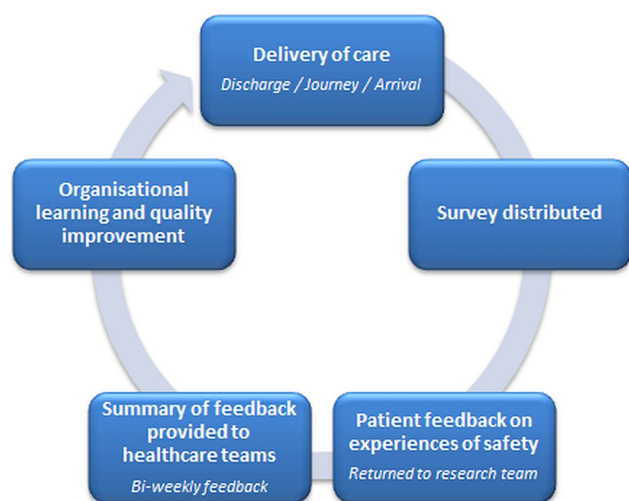 Delivery of care
Discharge / Journey / Arrival
Survey distributed
Patient feedback on
experiences of safety
Returned to research team
Summary of feedback
provided to
healthcare teams
Bi-weekly feedback
Organisational
learning and quality
improvement